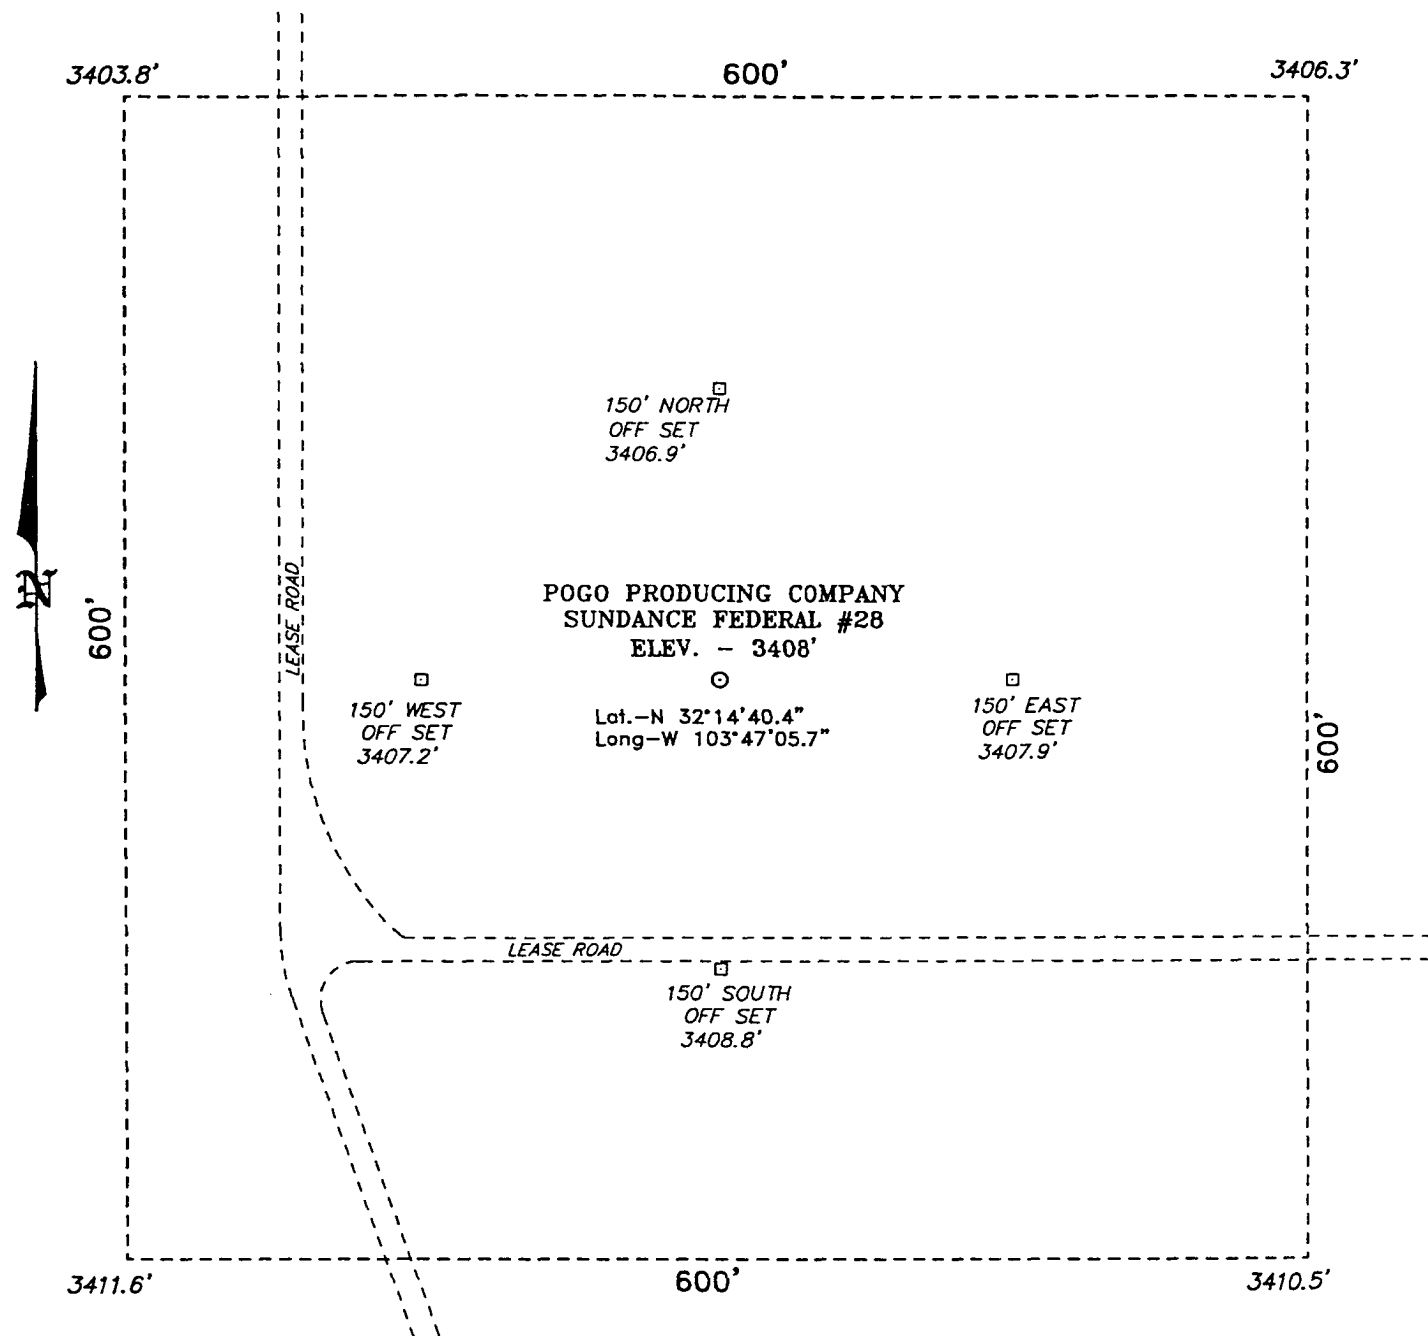 3403.8'
600'
3406.3'
150' NORTH
OFF SET
3406.9'
N
600'
LEASE ROAD
POGO PRODUCING COMPANY
SUNDANCE FEDERAL #28
ELEV. - 3408'
150' WEST
OFF SET
3407.2'
Lat.-N 32°14'40.4"
Long-W 103°47'05.7"
150' EAST
OFF SET
3407.9'
600'
LEASE ROAD
150' SOUTH
OFF SET
3408.8'
3411.6'
600'
3410.5'